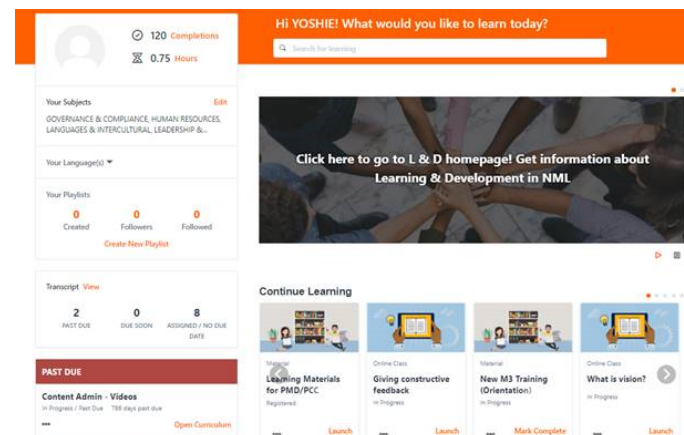 Hi YOSHIE! What would you like to learn today?
Search for learning
120 Completions
0.75 Hours
Your Subjects Edit
GOVERNANCE & COMPLIANCE, HUMAN RESOURCES,
LANGUAGES & INTERCULTURAL, LEADERSHIP &...
Your Language(s)
Your Playlists
0 0 0
Created Followers Followed
Create New Playlist
Click here to go to L & D homepage! Get information about
Learning & Development in NML
Transcript View
2 0 8
PAST DUE DUE SOON ASSIGNED / NO DUE
DATE
PAST DUE
Content Admin - Videos
In Progress / Past Due 788 days past due
Open Curriculum
Continue Learning
Material
Learning Materials
for PMD/PCC
Registered
Launch
Online Class
Giving constructive
feedback
In Progress
Launch
Material
New M3 Training
(Orientation)
In Progress
Mark Complete
Online Class
What is vision?
In Progress
Launch